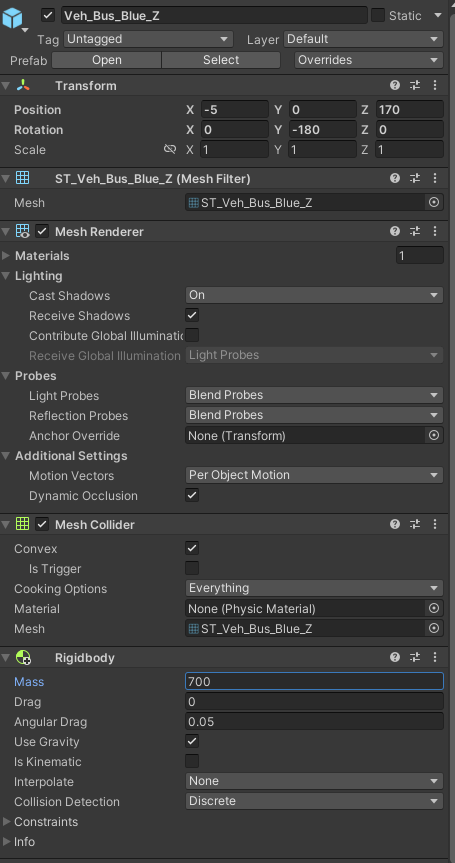 Veh_Bus_Blue_Z Static
Tag Untagged Layer Default
Prefab Open Select Overrides
Transform
Position X -5 Y 0 Z 170
Rotation X 0 Y -180 Z 0
Scale X 1 Y 1 Z 1
ST_Veh_Bus_Blue_Z (Mesh Filter)
Mesh ST_Veh_Bus_Blue_Z
Mesh Renderer
Materials 1
Lighting
Cast Shadows On
Receive Shadows
Contribute Global Illuminatic
Receive Global Illumination Light Probes
Probes
Light Probes Blend Probes
Reflection Probes Blend Probes
Anchor Override None (Transform)
Additional Settings
Motion Vectors Per Object Motion
Dynamic Occlusion
Mesh Collider
Convex
Is Trigger
Cooking Options Everything
Material None (Physic Material)
Mesh ST_Veh_Bus_Blue_Z
Rigidbody
Mass 700
Drag 0
Angular Drag 0.05
Use Gravity
Is Kinematic
Interpolate None
Collision Detection Discrete
Constraints
Info